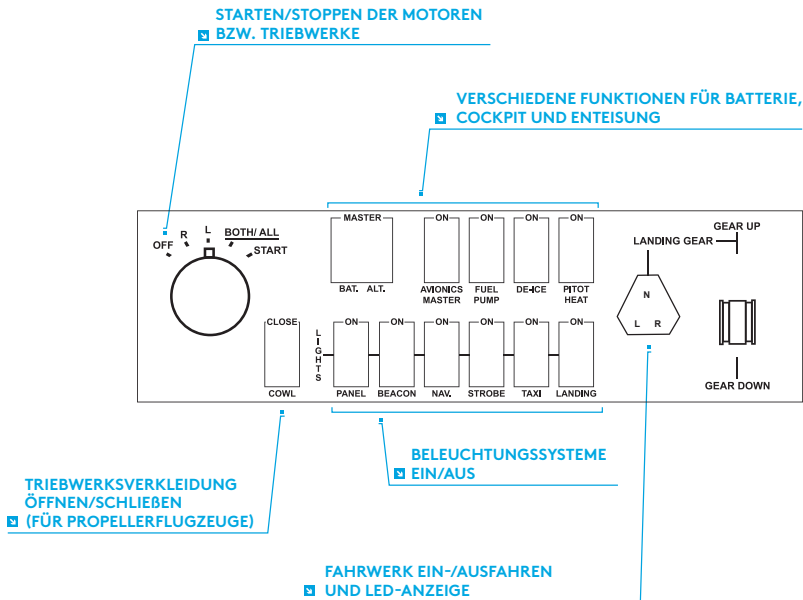 STARTEN/STOPPEN DER MOTOREN
BZW. TRIEBWERKE
VERSCHIEDENE FUNKTIONEN FÜR BATTERIE,
COCKPIT UND ENTEISUNG
OFF
R
L
BOTH/ ALL
START
MASTER
ON
ON
ON
ON
BAT. ALT.
AVIONICS
MASTER
FUEL
PUMP
DE-ICE
PITOT
HEAT
LANDING GEAR
GEAR UP
N
L R
GEAR DOWN
CLOSE
COWL
LIGHTS
ON
ON
ON
ON
ON
ON
PANEL
BEACON
NAV.
STROBE
TAXI
LANDING
BELEUCHTUNGSSYSTEME
EIN/AUS
TRIEBWERKSVERKLEIDUNG
ÖFFNEN/SCHLIEßEN
(FÜR PROPELLERFLUGZEUGE)
FAHRWERK EIN-/AUSFAHREN
UND LED-ANZEIGE